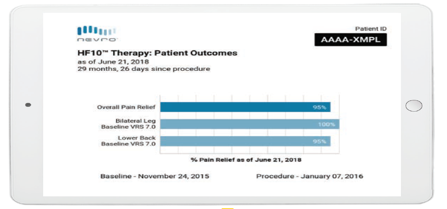 nevro
Patient ID
AAAA-XMPL
HF10™ Therapy: Patient Outcomes
as of June 21, 2018
29 months, 26 days since procedure
Overall Pain Relief 95%
Bilateral Leg
Baseline VRS 7.0 100%
Lower Back
Baseline VRS 7.0 95%
% Pain Relief as of June 21, 2018
Baseline - November 24, 2015 Procedure - January 07, 2016